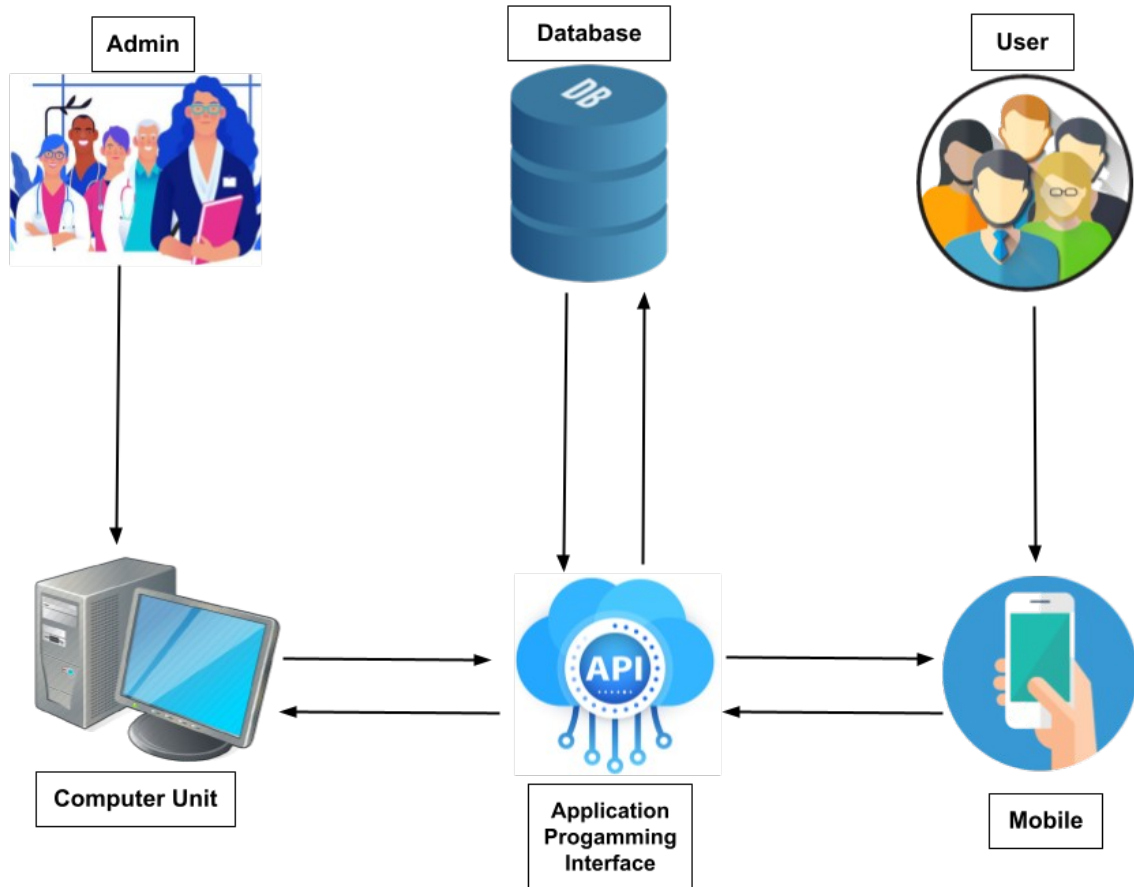 Admin
Database
User
DB
API
Computer Unit
Application
Progamming
Interface
Mobile